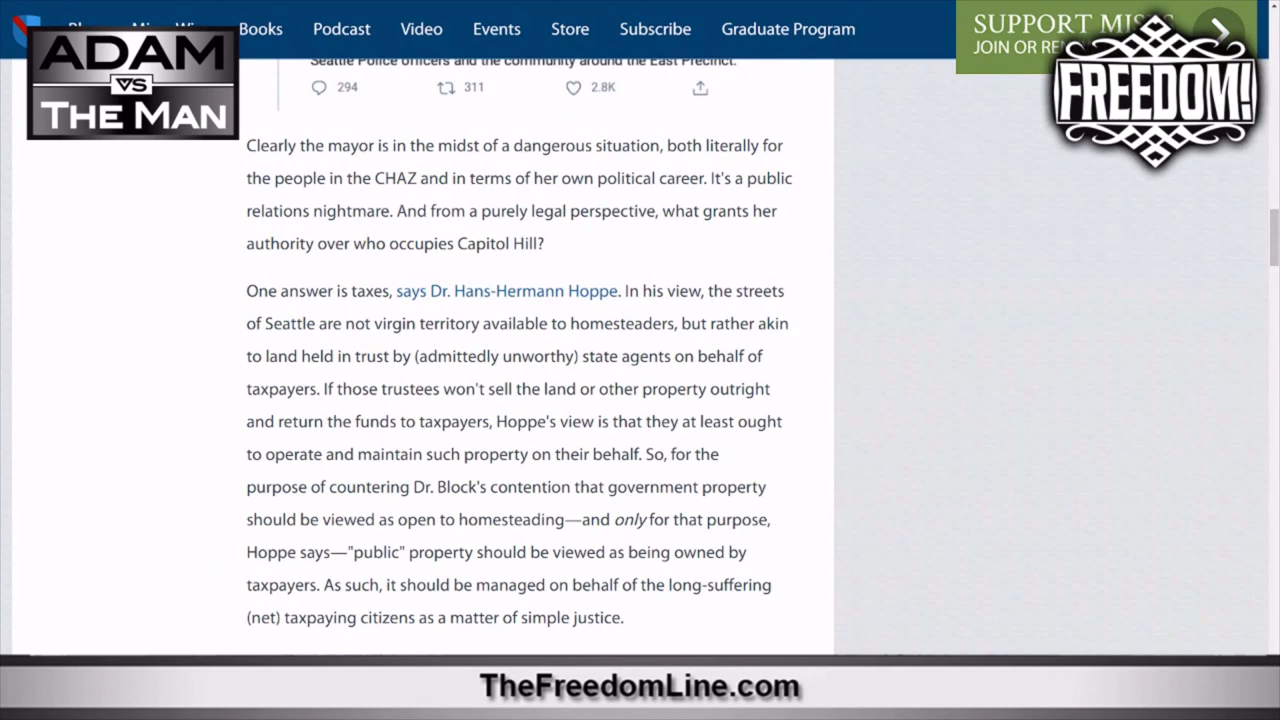 Books Podcast Video Events Store Subscribe Graduate Program
SUPPORT
JOIN OR
ADAM
VS
THE MAN
FREEDOM!
Seattle Police officers and the community around the East Precinct.
294 311 2.8K
Clearly the mayor is in the midst of a dangerous situation, both literally for
the people in the CHAZ and in terms of her own political career. It's a public
relations nightmare. And from a purely legal perspective, what grants her
authority over who occupies Capitol Hill?
One answer is taxes, says Dr. Hans-Hermann Hoppe. In his view, the streets
of Seattle are not virgin territory available to homesteaders, but rather akin
to land held in trust by (admittedly unworthy) state agents on behalf of
taxpayers. If those trustees won't sell the land or other property outright
and return the funds to taxpayers, Hoppe's view is that they at least ought
to operate and maintain such property on their behalf. So, for the
purpose of countering Dr. Block's contention that government property
should be viewed as open to homesteading—and only for that purpose,
Hoppe says—"public" property should be viewed as being owned by
taxpayers. As such, it should be managed on behalf of the long-suffering
(net) taxpaying citizens as a matter of simple justice.
TheFreedomLine.com